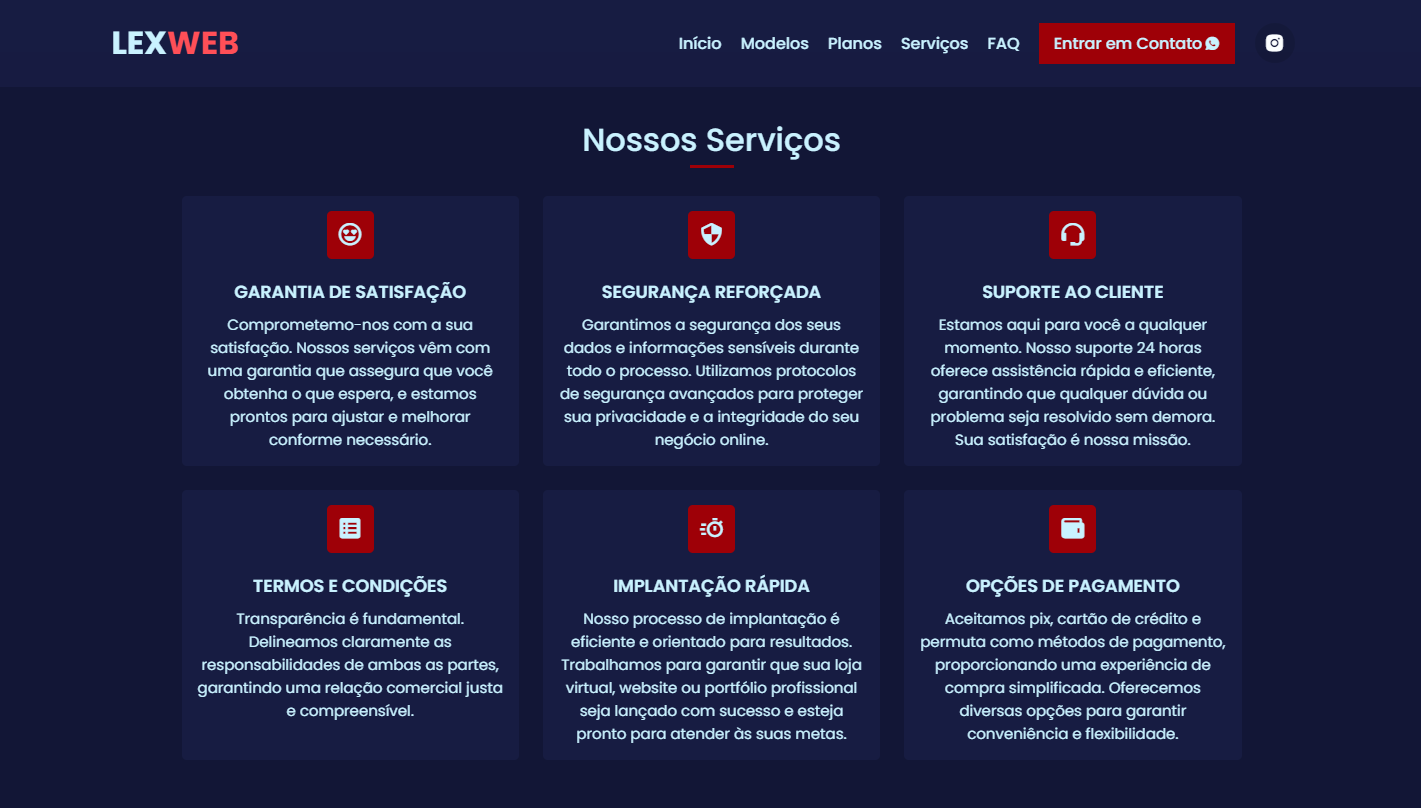 LEXWEB
Início Modelos Planos Serviços FAQ Entrar em Contato
Nossos Serviços
GARANTIA DE SATISFAÇÃO
Comprometemo-nos com a sua
satisfação. Nossos serviços vêm com
uma garantia que assegura que você
obtenha o que espera, e estamos
prontos para ajustar e melhorar
conforme necessário.
SEGURANÇA REFORÇADA
Garantimos a segurança dos seus
dados e informações sensíveis durante
todo o processo. Utilizamos protocolos
de segurança avançados para proteger
sua privacidade e a integridade do seu
negócio online.
SUPORTE AO CLIENTE
Estamos aqui para você a qualquer
momento. Nosso suporte 24 horas
oferece assistência rápida e eficiente,
garantindo que qualquer dúvida ou
problema seja resolvido sem demora.
Sua satisfação é nossa missão.
TERMOS E CONDIÇÕES
Transparência é fundamental.
Delineamos claramente as
responsabilidades de ambas as partes,
garantindo uma relação comercial justa
e compreensível.
IMPLANTAÇÃO RÁPIDA
Nosso processo de implantação é
eficiente e orientado para resultados.
Trabalhamos para garantir que sua loja
virtual, website ou portfólio profissional
seja lançado com sucesso e esteja
pronto para atender às suas metas.
OPÇÕES DE PAGAMENTO
Aceitamos pix, cartão de crédito e
permuta como métodos de pagamento,
proporcionando uma experiência de
compra simplificada. Oferecemos
diversas opções para garantir
conveniência e flexibilidade.